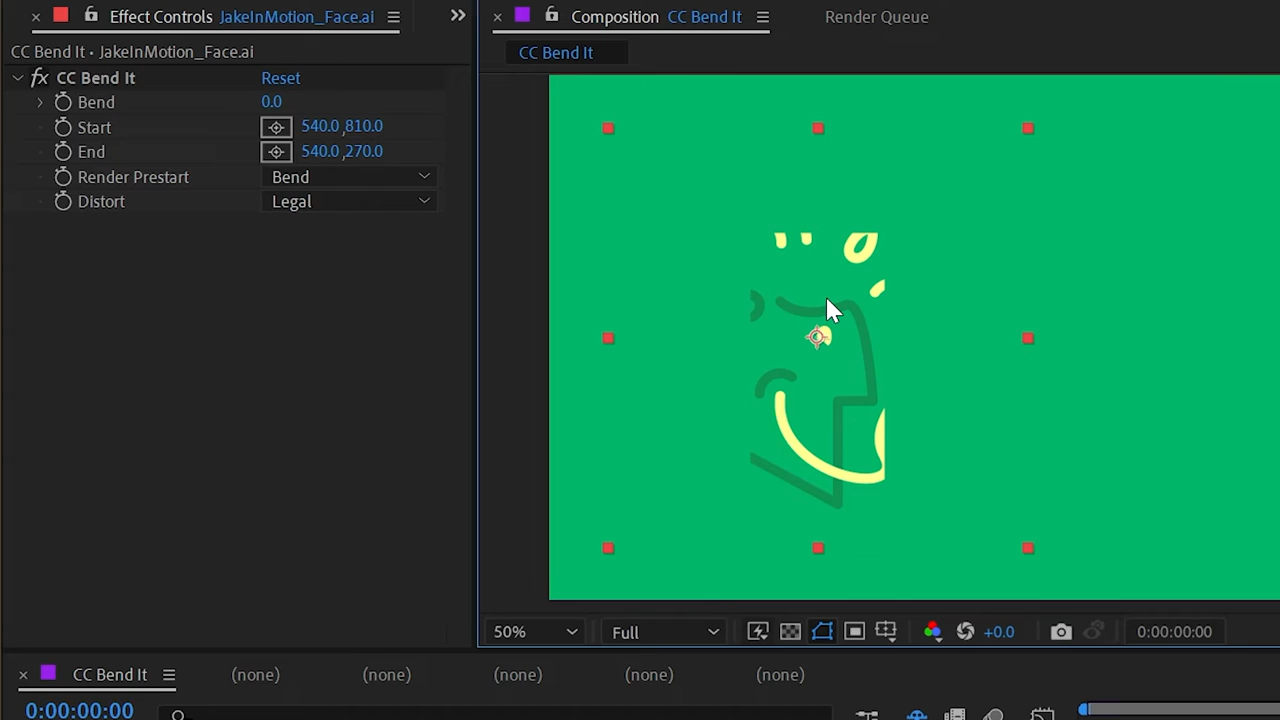 Effect Controls JakeInMotion_Face.ai
CC Bend It • JakeInMotion_Face.ai
fx CC Bend It Reset
Bend 0.0
Start 540.0,810.0
End 540.0,270.0
Render Prestart Bend
Distort Legal
Composition CC Bend It
Render Queue
CC Bend It
50% Full +0.0 0:00:00:00
CC Bend It (none) (none) (none) (none) (none)
0:00:00:00